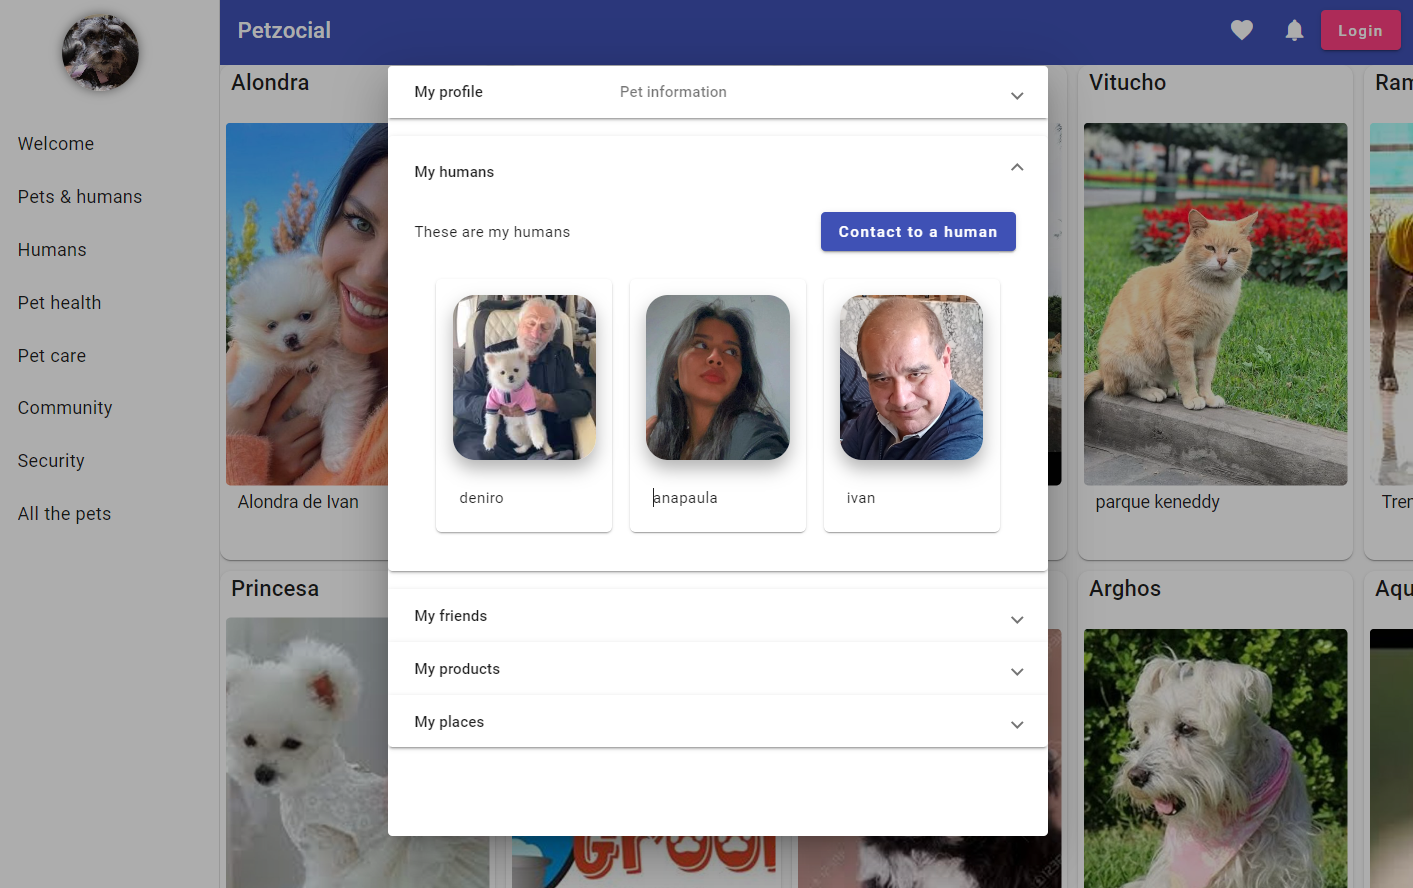 Petzocial
Login
Welcome
Pets & humans
Humans
Pet health
Pet care
Community
Security
All the pets
Alondra
Alondra de Ivan
Vitucho
parque keneddy
Ram
Tren
Princesa
Arghos
Aqu
My profile
Pet information
My humans
These are my humans
Contact to a human
deniro
anapaula
ivan
My friends
My products
My places